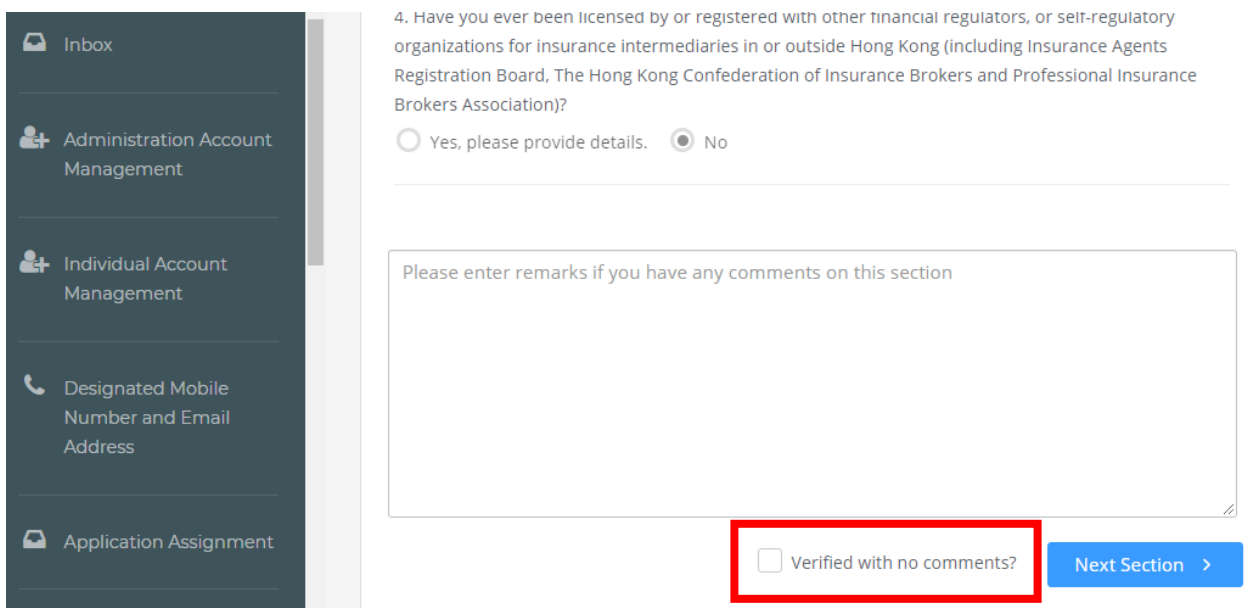 Inbox
Administration Account
Management
Individual Account
Management
Designated Mobile
Number and Email
Address
Application Assignment
4. Have you ever been licensed by or registered with other financial regulators, or self-regulatory
organizations for insurance intermediaries in or outside Hong Kong (including Insurance Agents
Registration Board, The Hong Kong Confederation of Insurance Brokers and Professional Insurance
Brokers Association)?
Yes, please provide details. No
Please enter remarks if you have any comments on this section
Verified with no comments? Next Section >